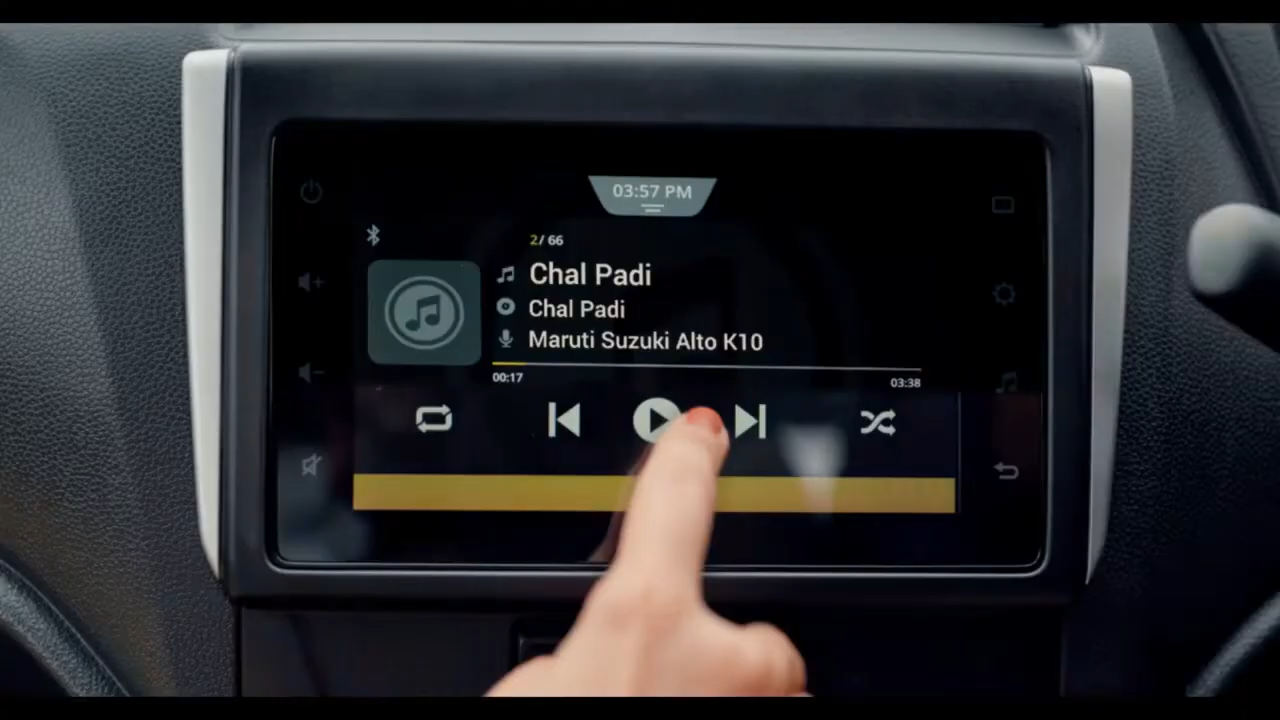 03:57 PM
2/ 66
Chal Padi
Chal Padi
Maruti Suzuki Alto K10
00:17
03:38